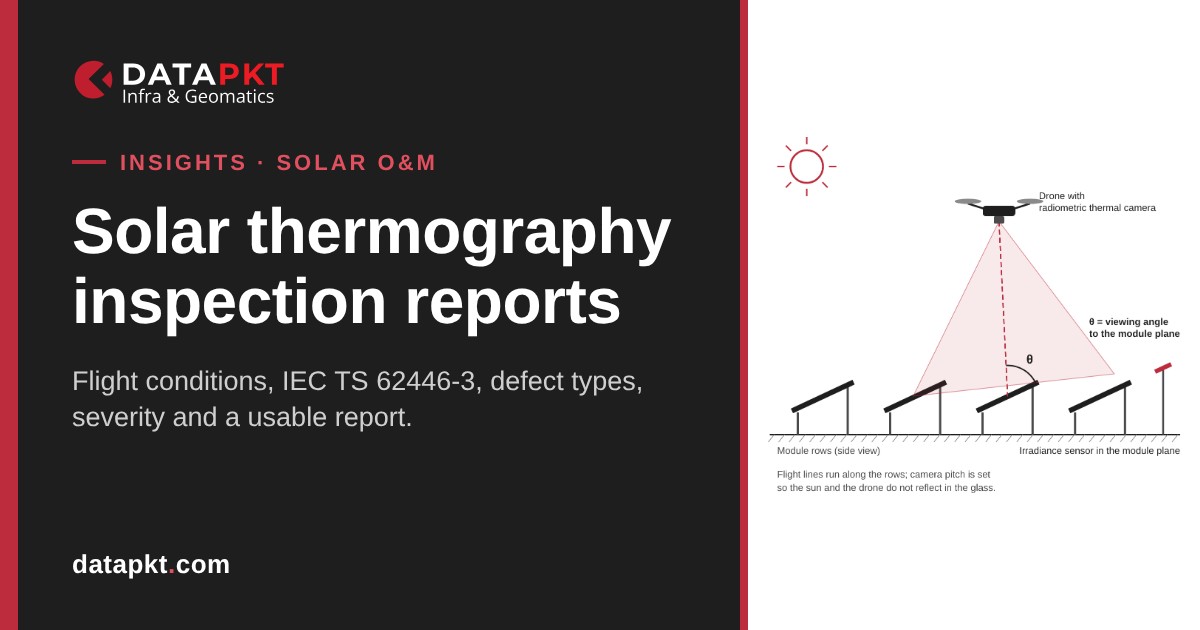 DATAPKT
Infra & Geomatics
INSIGHTS · SOLAR O&M
Solar thermography
inspection reports
Flight conditions, IEC TS 62446-3, defect types,
severity and a usable report.
datapkt.com
Drone with
radiometric thermal camera
θ = viewing angle
to the module plane
θ
Module rows (side view)
Irradiance sensor in the module plane
Flight lines run along the rows; camera pitch is set
so the sun and the drone do not reflect in the glass.